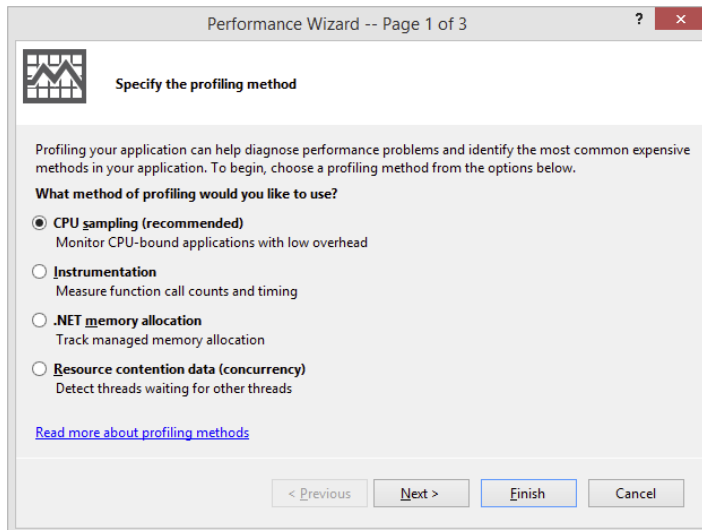 Performance Wizard -- Page 1 of 3
?
×
Specify the profiling method
Profiling your application can help diagnose performance problems and identify the most common expensive
methods in your application. To begin, choose a profiling method from the options below.
What method of profiling would you like to use?
CPU sampling (recommended)
Monitor CPU-bound applications with low overhead
Instrumentation
Measure function call counts and timing
.NET memory allocation
Track managed memory allocation
Resource contention data (concurrency)
Detect threads waiting for other threads
Read more about profiling methods
< Previous
Next >
Finish
Cancel